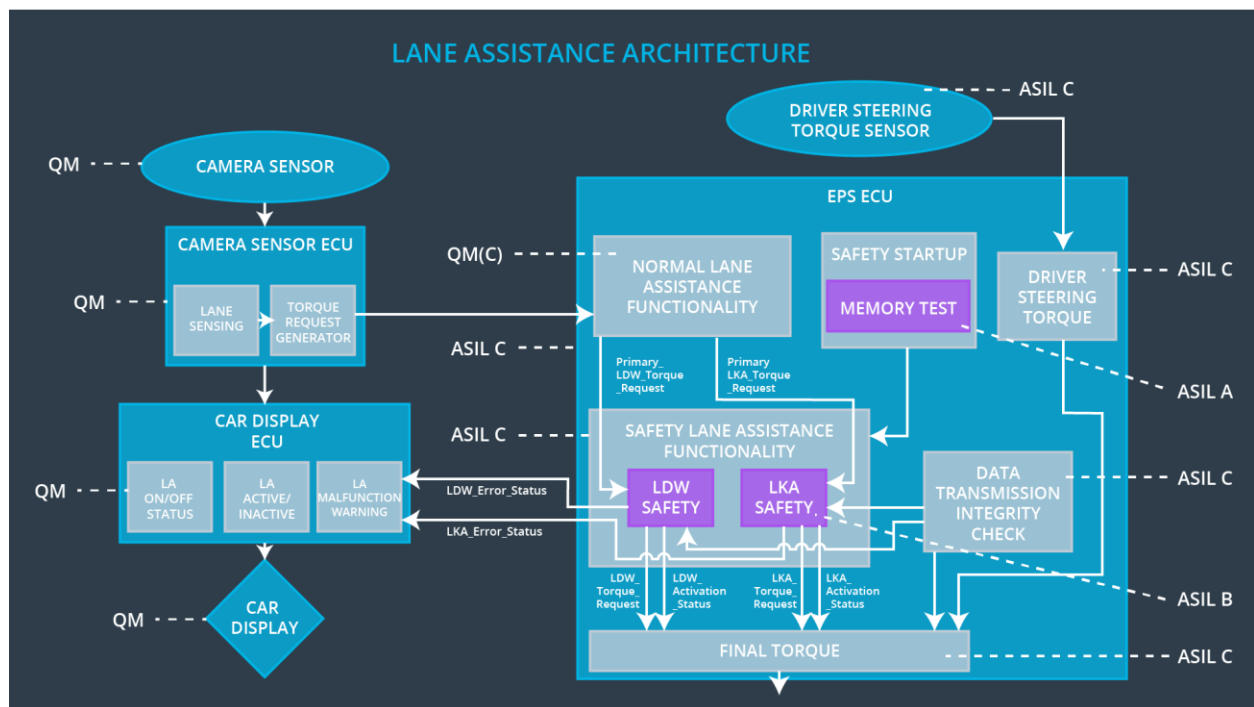 LANE ASSISTANCE ARCHITECTURE
ASIL C
DRIVER STEERING
TORQUE SENSOR
QM
CAMERA SENSOR
EPS ECU
CAMERA SENSOR ECU
QM(C)
NORMAL LANE
ASSISTANCE
FUNCTIONALITY
SAFETY STARTUP
MEMORY TEST
DRIVER
STEERING
TORQUE
ASIL C
QM
LANE
SENSING
TORQUE
REQUEST
GENERATOR
ASIL C
Primary_
LDW_Torque
_Request
Primary
LKA_Torque
_Request
ASIL A
CAR DISPLAY
ECU
ASIL C
SAFETY LANE ASSISTANCE
FUNCTIONALITY
QM
LA
ON/OFF
STATUS
LA
ACTIVE/
INACTIVE
LA
MALFUNCTION
WARNING
LDW_Error_Status
LKA_Error_Status
LDW
SAFETY
LKA
SAFETY
DATA
TRANSMISSION
INTEGRITY
CHECK
ASIL C
LDW_
Torque_
Request
LDW_
Activation
_Status
LKA_
Torque_
Request
LKA_
Activation
_Status
ASIL B
QM
CAR
DISPLAY
FINAL TORQUE
ASIL C